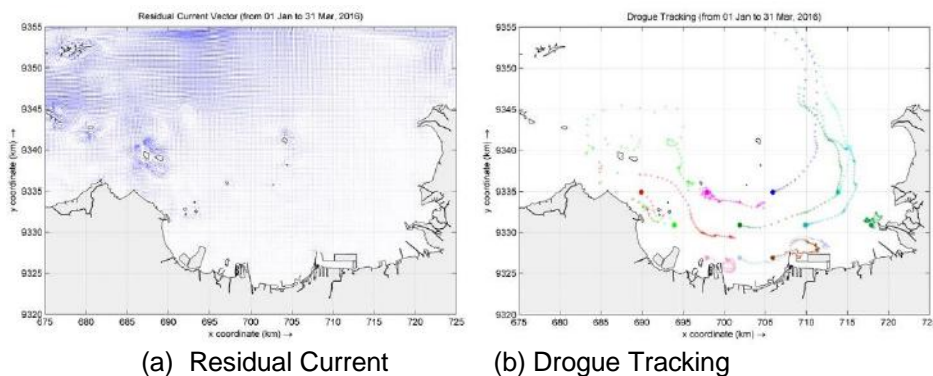 Residual Current Vector (from 01 Jan to 31 Mar, 2016)
9355
9350
9345
9340
9335
9330
9325
9320
y coordinate (km) →
675 680 685 690 695 700 705 710 715 720 725
x coordinate (km) →
Drogue Tracking (from 01 Jan to 31 Mar, 2016)
9355
9350
9345
9340
9335
9330
9325
9320
y coordinate (km) →
675 680 685 690 695 700 705 710 715 720 725
x coordinate (km) →
(a) Residual Current
(b) Drogue Tracking